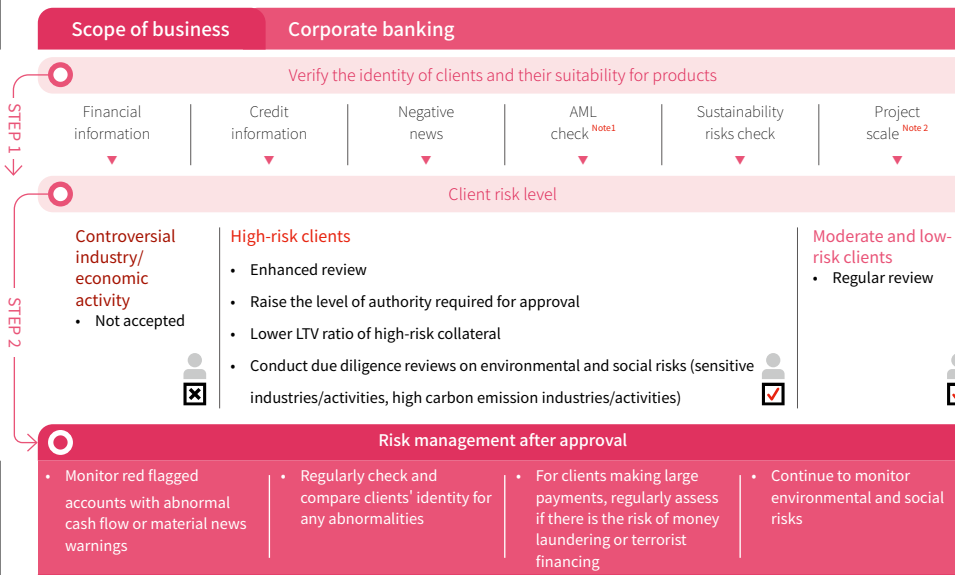 Scope of business
Corporate banking
Verify the identity of clients and their suitability for products
STEP 1
Financial
information
Credit
information
Negative
news
AML
check Note1
Sustainability
risks check
Project
scale Note 2
Client risk level
STEP 2
Controversial
industry/
economic
activity
• Not accepted
High-risk clients
• Enhanced review
• Raise the level of authority required for approval
• Lower LTV ratio of high-risk collateral
• Conduct due diligence reviews on environmental and social risks (sensitive
industries/activities, high carbon emission industries/activities)
Moderate and low-
risk clients
• Regular review
Risk management after approval
• Monitor red flagged
accounts with abnormal
cash flow or material news
warnings
• Regularly check and
compare clients' identity for
any abnormalities
• For clients making large
payments, regularly assess
if there is the risk of money
laundering or terrorist
financing
• Continue to monitor
environmental and social
risks